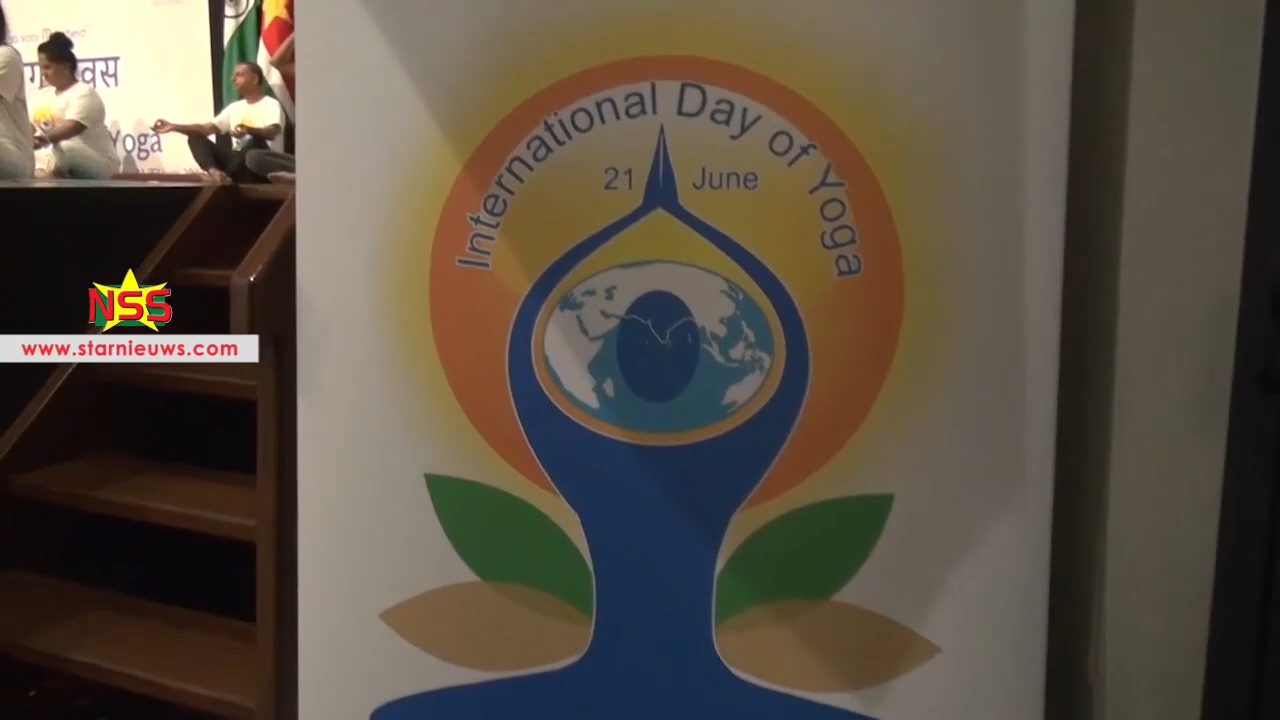 International Day of Yoga
21 June
Yoga
NSS
www.starnieuws.com